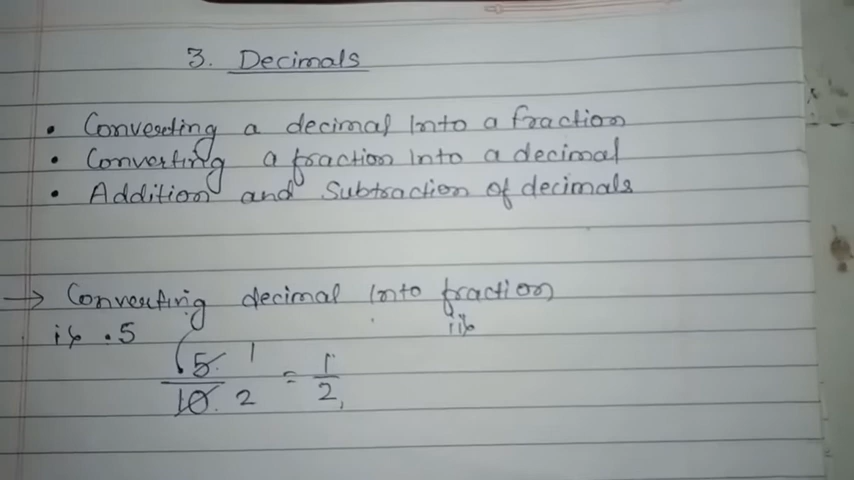 3. Decimals
• Converting a decimal into a fraction
• Converting a fraction into a decimal
• Addition and Subtraction of decimals
→ Converting decimal into fraction
i) .5 ii)
5 1
10 2 = 1/2